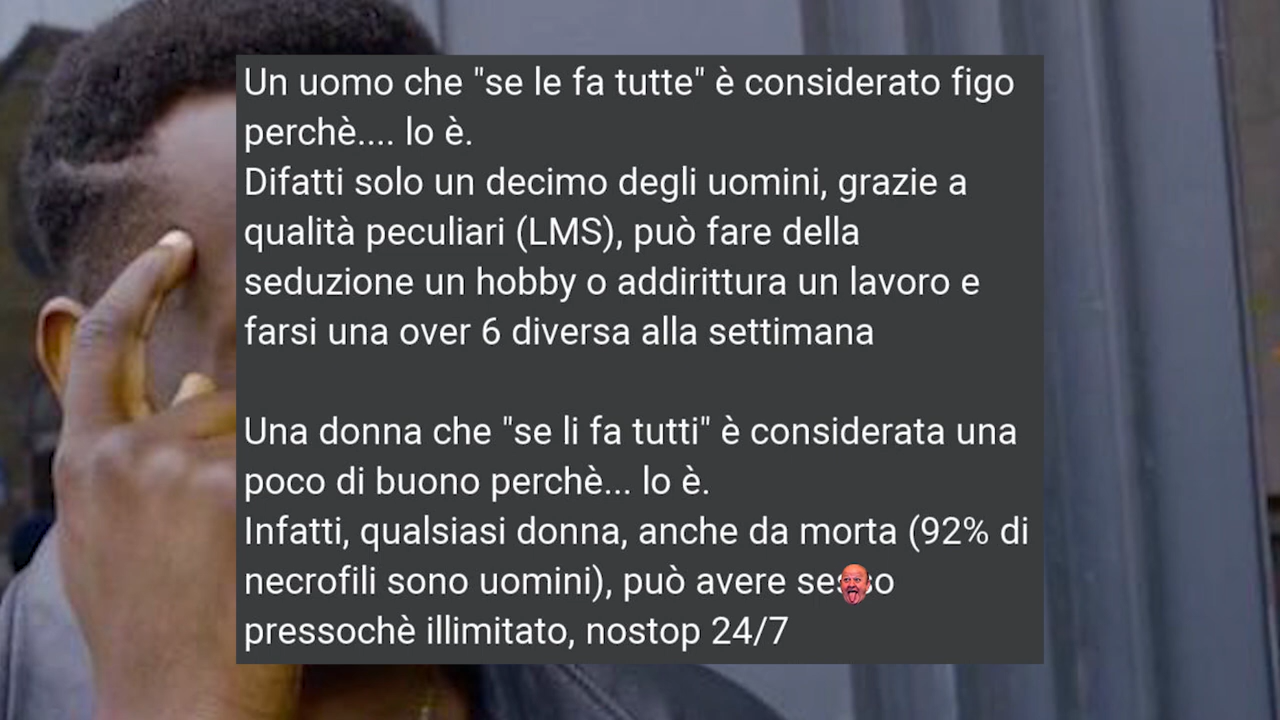 Un uomo che "se le fa tutte" è considerato figo
perchè.... lo è.
Difatti solo un decimo degli uomini, grazie a
qualità peculiari (LMS), può fare della
seduzione un hobby o addirittura un lavoro e
farsi una over 6 diversa alla settimana
Una donna che "se li fa tutti" è considerata una
poco di buono perchè... lo è.
Infatti, qualsiasi donna, anche da morta (92% di
necrofili sono uomini), può avere sesso
pressochè illimitato, nostop 24/7